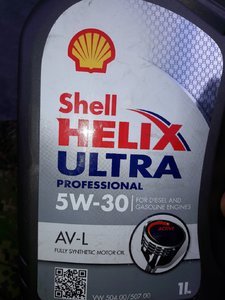 Shell
HELIX
ULTRA
PROFESSIONAL
5W-30
FOR DIESEL AND
GASOLINE ENGINES
AV-L
FULLY SYNTHETIC MOTOR OIL
1L
VW 504 00/507 00